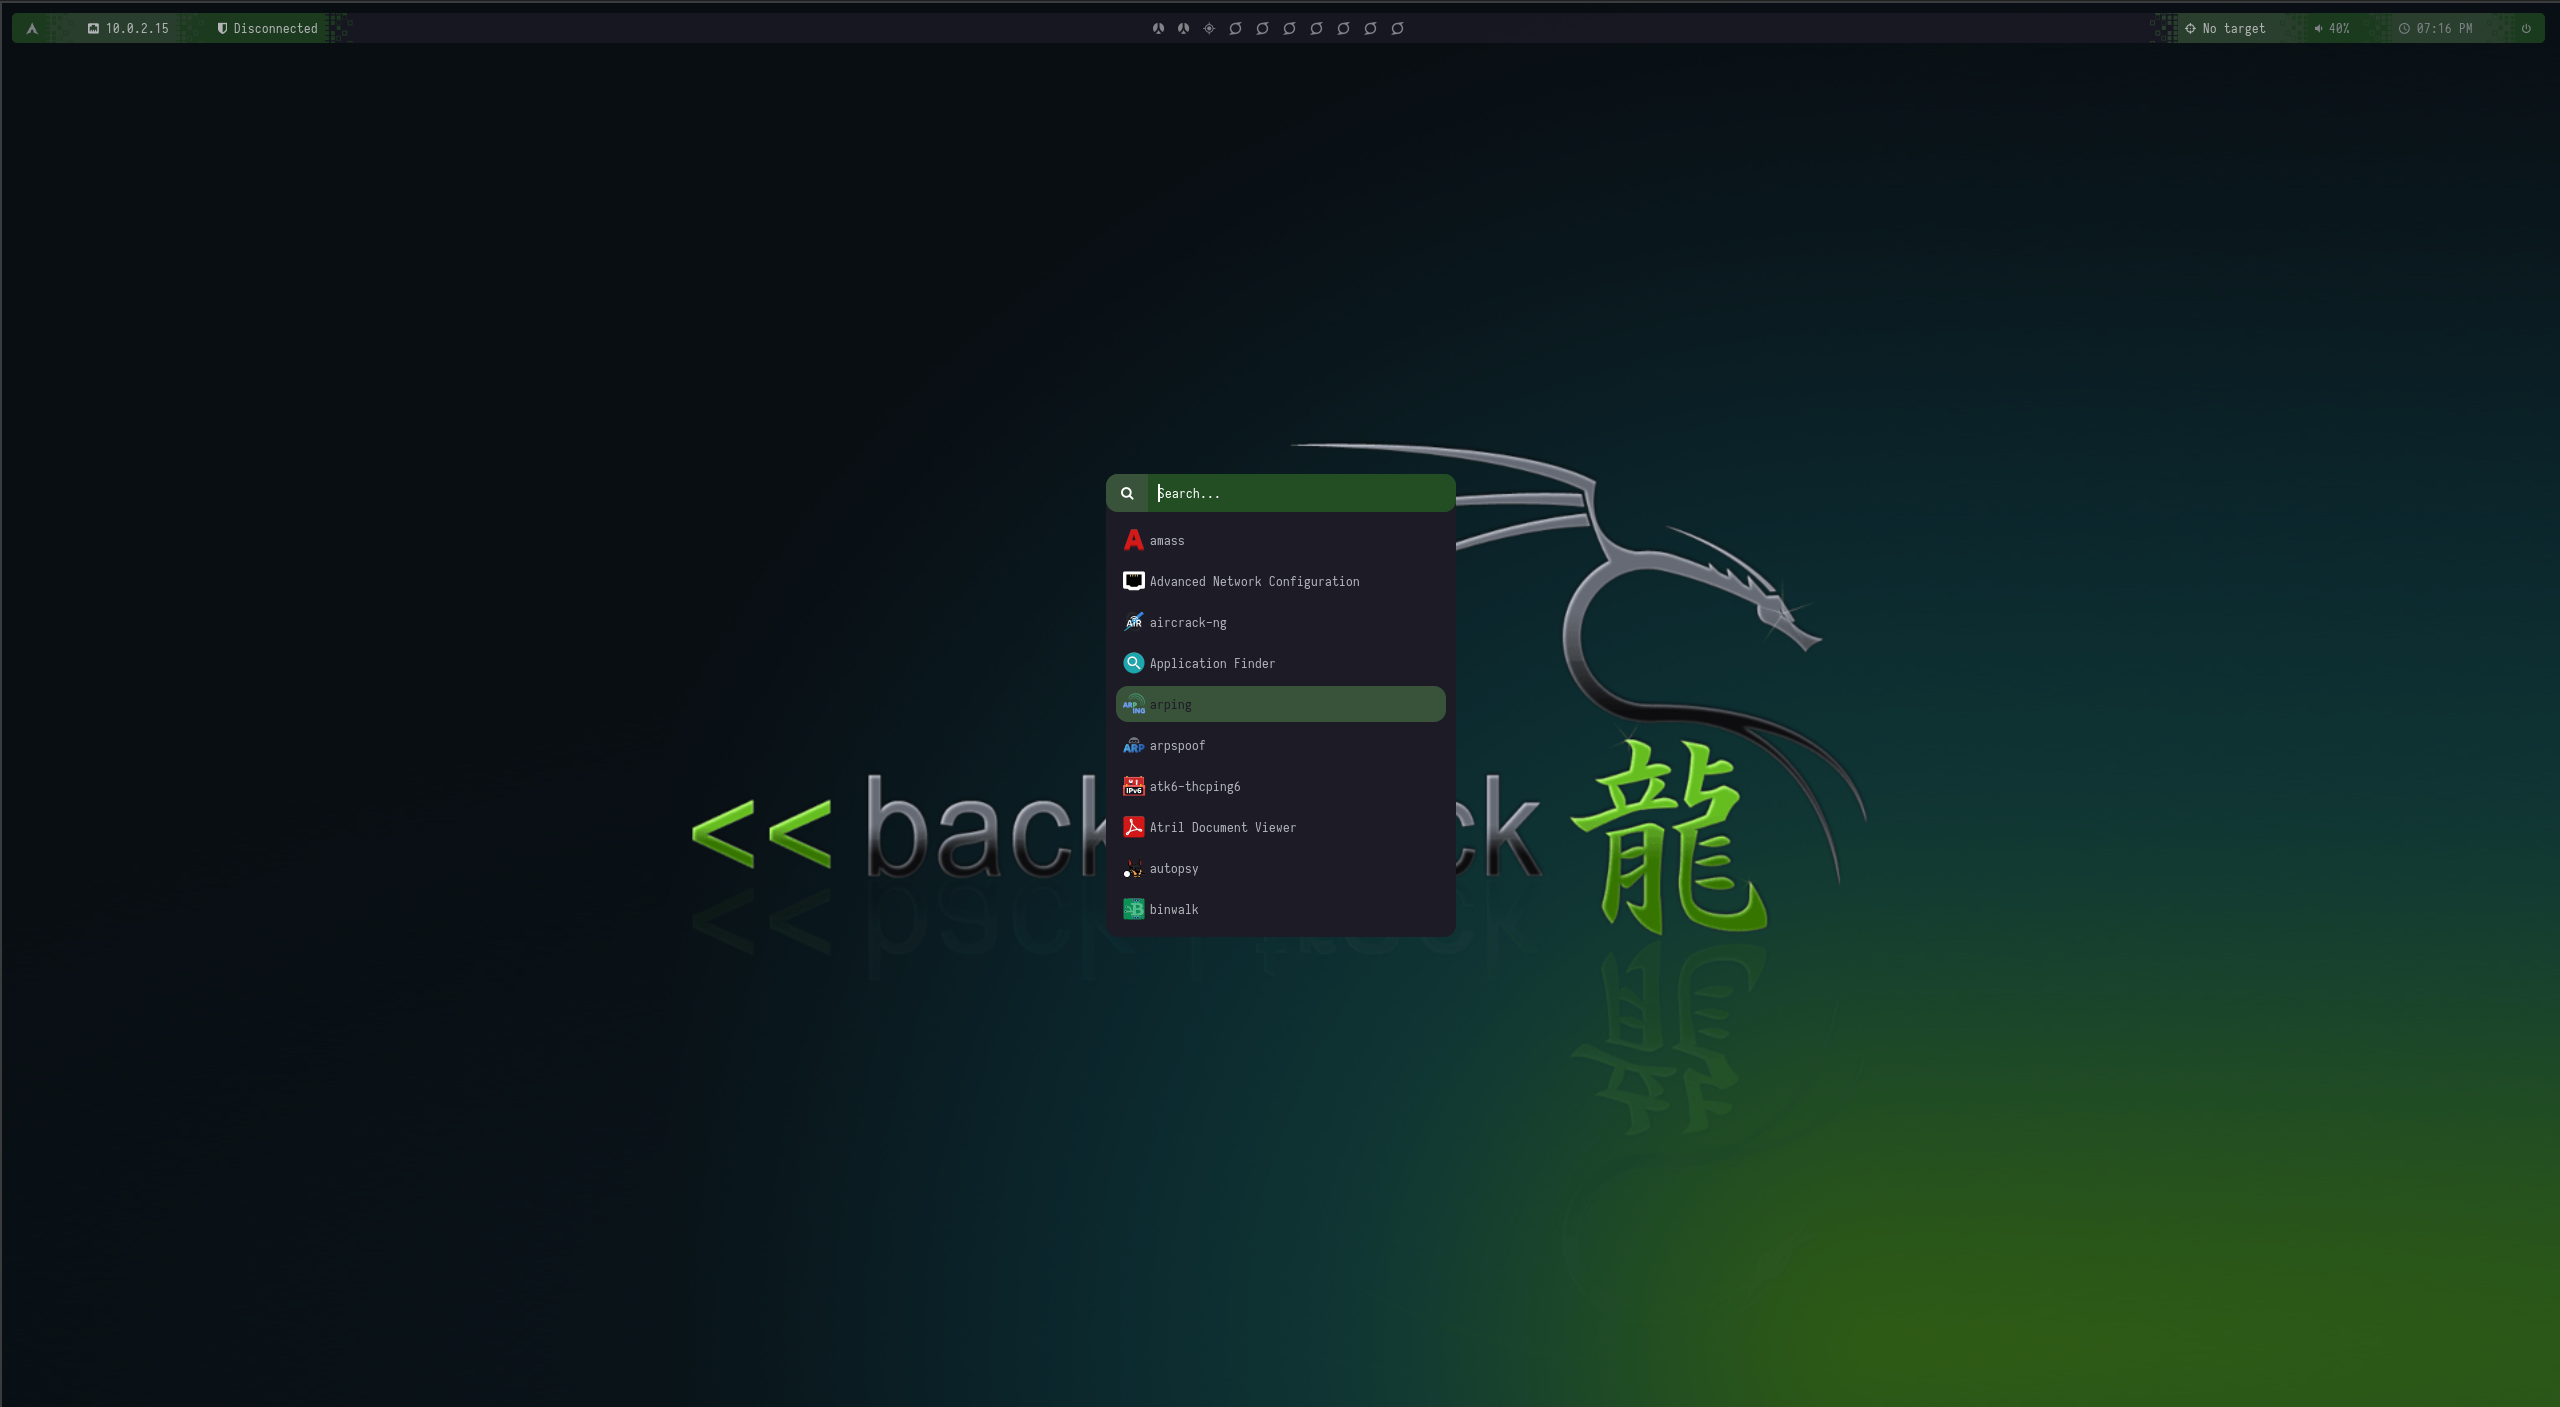 10.0.2.15
Disconnected
No target
40%
07:16 PM
Search...
amass
Advanced Network Configuration
aircrack-ng
Application Finder
arping
arpspoof
atk6-thcping6
Atril Document Viewer
autopsy
binwalk
<< back
ck
龍